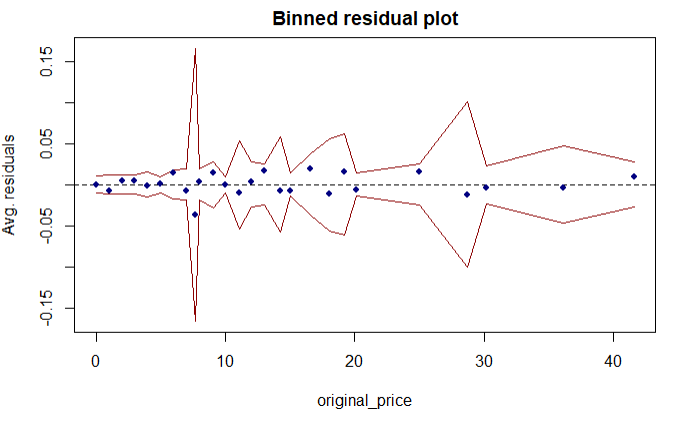 Binned residual plot
Avg. residuals
0.15
0.05
-0.05
-0.15
0 10 20 30 40
original_price